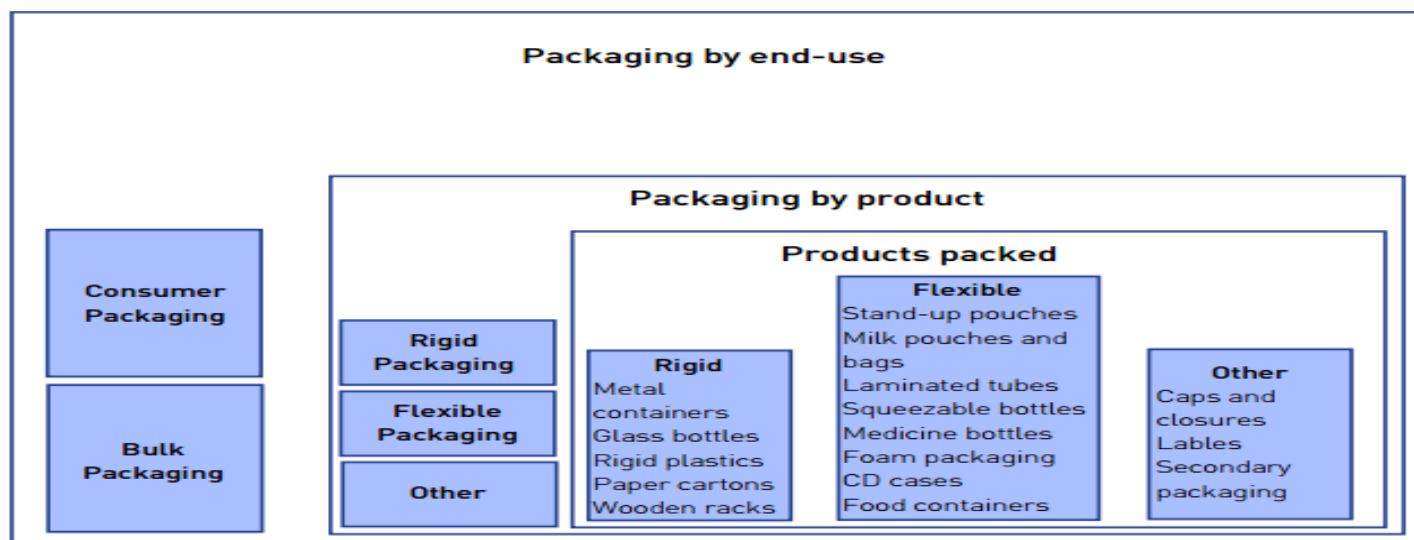 Packaging by end-use
Consumer
Packaging
Bulk
Packaging
Packaging by product
Rigid
Packaging
Flexible
Packaging
Other
Products packed
Rigid
Metal
containers
Glass bottles
Rigid plastics
Paper cartons
Wooden racks
Flexible
Stand-up pouches
Milk pouches and
bags
Laminated tubes
Squeezable bottles
Medicine bottles
Foam packaging
CD cases
Food containers
Other
Caps and
closures
Lables
Secondary
packaging